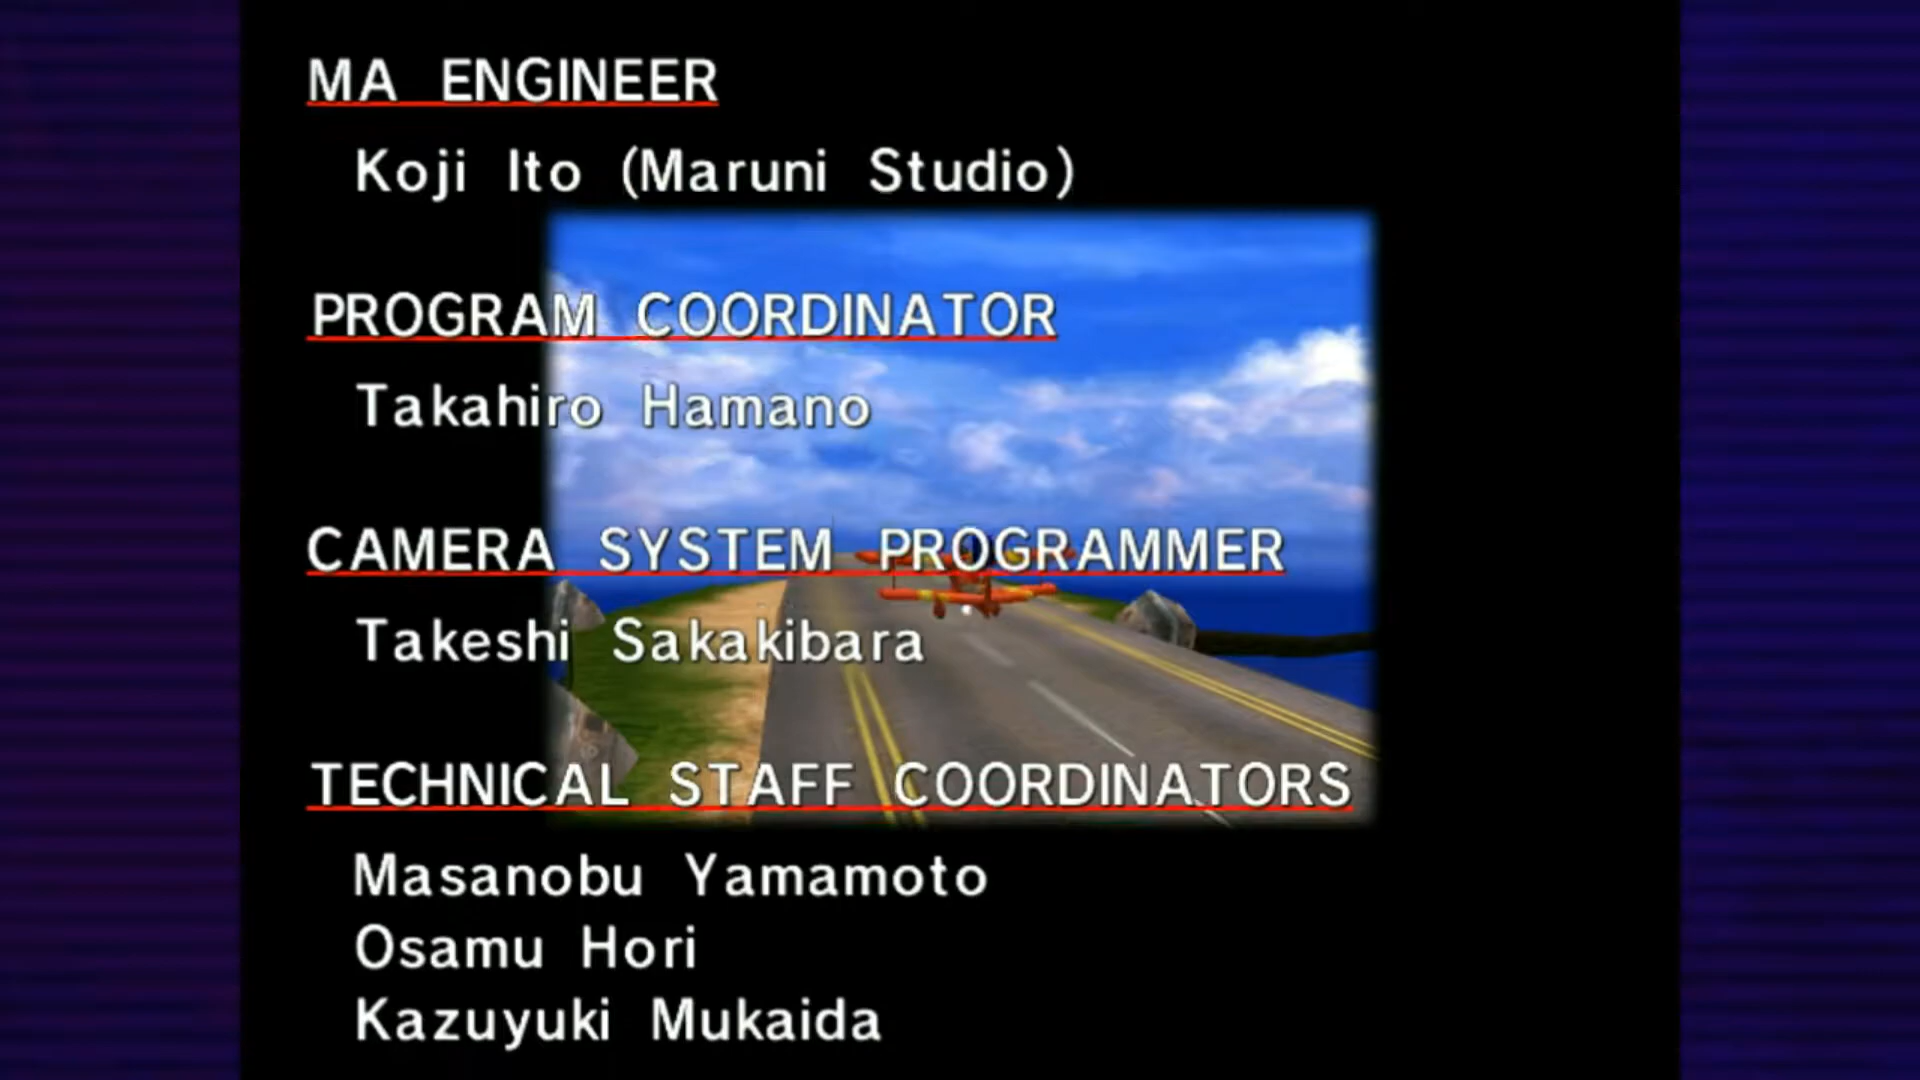 MA ENGINEER
Koji Ito (Maruni Studio)
PROGRAM COORDINATOR
Takahiro Hamano
CAMERA SYSTEM PROGRAMMER
Takeshi Sakakibara
TECHNICAL STAFF COORDINATORS
Masanobu Yamamoto
Osamu Hori
Kazuyuki Mukaida